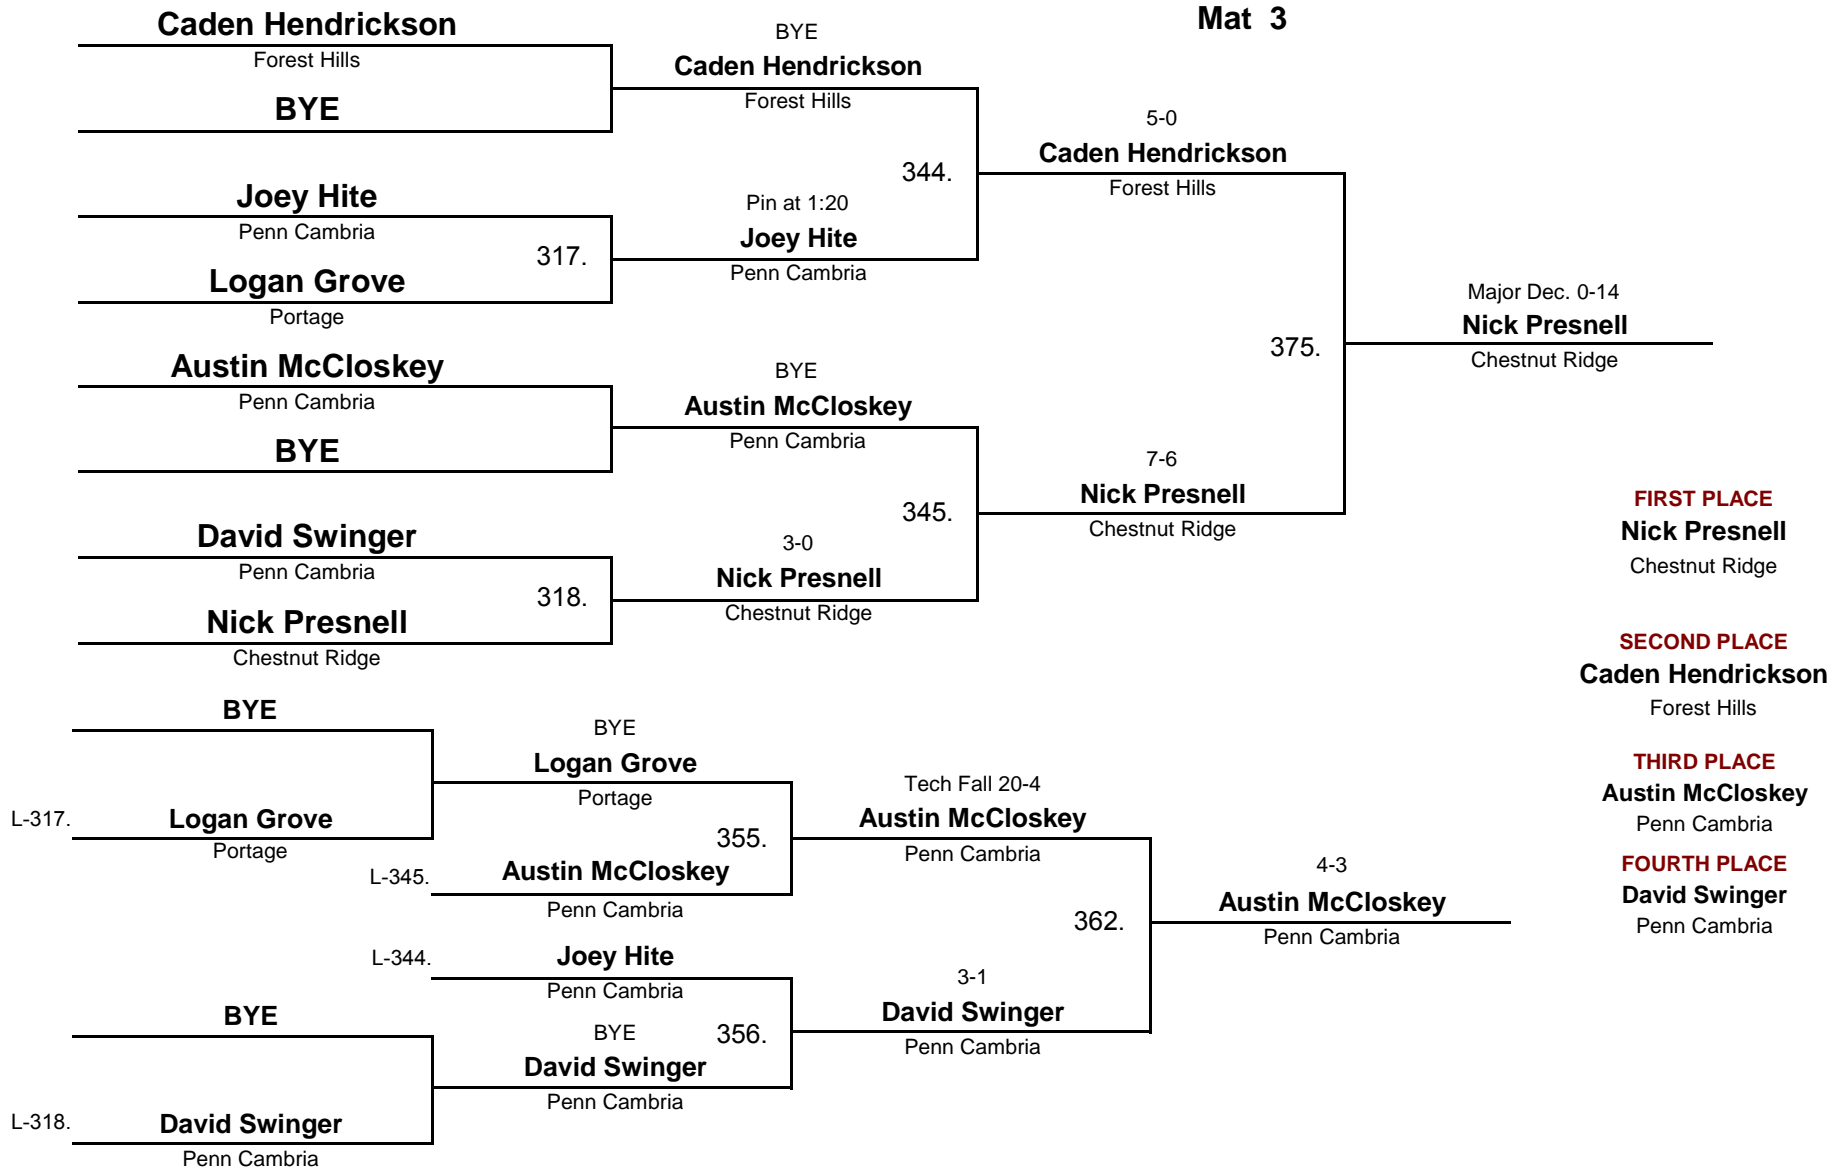 Mat 3
Caden Hendrickson
Forest Hills
BYE
Joey Hite
Penn Cambria
317.
Logan Grove
Portage
Austin McCloskey
Penn Cambria
BYE
David Swinger
Penn Cambria
318.
Nick Presnell
Chestnut Ridge
BYE
Caden Hendrickson
Forest Hills
344.
Pin at 1:20
Joey Hite
Penn Cambria
BYE
Austin McCloskey
Penn Cambria
345.
3-0
Nick Presnell
Chestnut Ridge
5-0
Caden Hendrickson
Forest Hills
375.
7-6
Nick Presnell
Chestnut Ridge
Major Dec. 0-14
Nick Presnell
Chestnut Ridge
FIRST PLACE
Nick Presnell
Chestnut Ridge
SECOND PLACE
Caden Hendrickson
Forest Hills
THIRD PLACE
Austin McCloskey
Penn Cambria
FOURTH PLACE
David Swinger
Penn Cambria
BYE
L-317.
Logan Grove
Portage
BYE
L-318.
David Swinger
Penn Cambria
BYE
Logan Grove
Portage
355.
L-345.
Austin McCloskey
Penn Cambria
L-344.
Joey Hite
Penn Cambria
BYE
356.
David Swinger
Penn Cambria
Tech Fall 20-4
Austin McCloskey
Penn Cambria
362.
3-1
David Swinger
Penn Cambria
4-3
Austin McCloskey
Penn Cambria